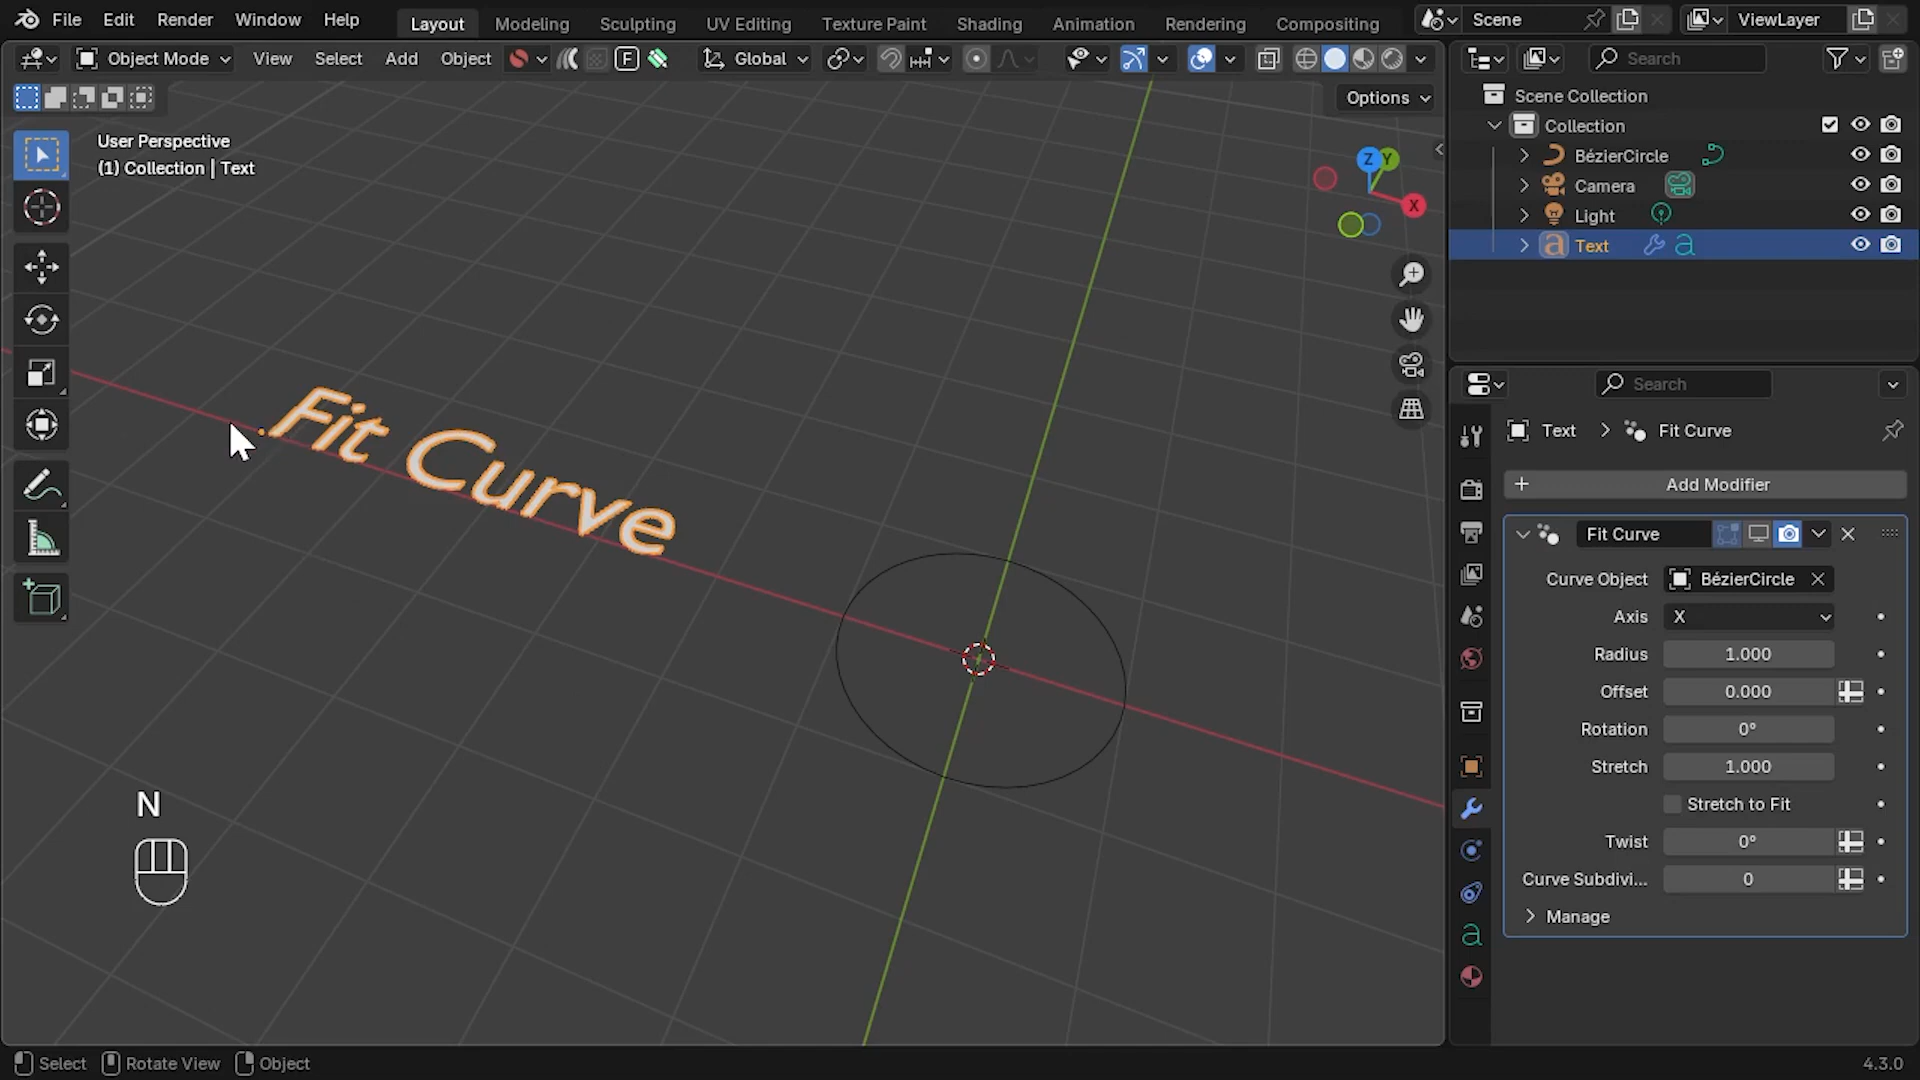 File Edit Render Window Help Layout Modeling Sculpting UV Editing Texture Paint Shading Animation Rendering Compositing Scene ViewLayer
Object Mode View Select Add Object F Global Search
Options
User Perspective
(1) Collection | Text
Z Y
X
Fit Curve
N
Scene Collection
Collection
BézierCircle
Camera
Light
a Text a
Search
Text > Fit Curve
+ Add Modifier
Fit Curve
Curve Object BézierCircle
Axis X
Radius 1.000
Offset 0.000
Rotation 0°
Stretch 1.000
Stretch to Fit
Twist 0°
Curve Subdivi... 0
Manage
a
Select Rotate View Object 4.3.0